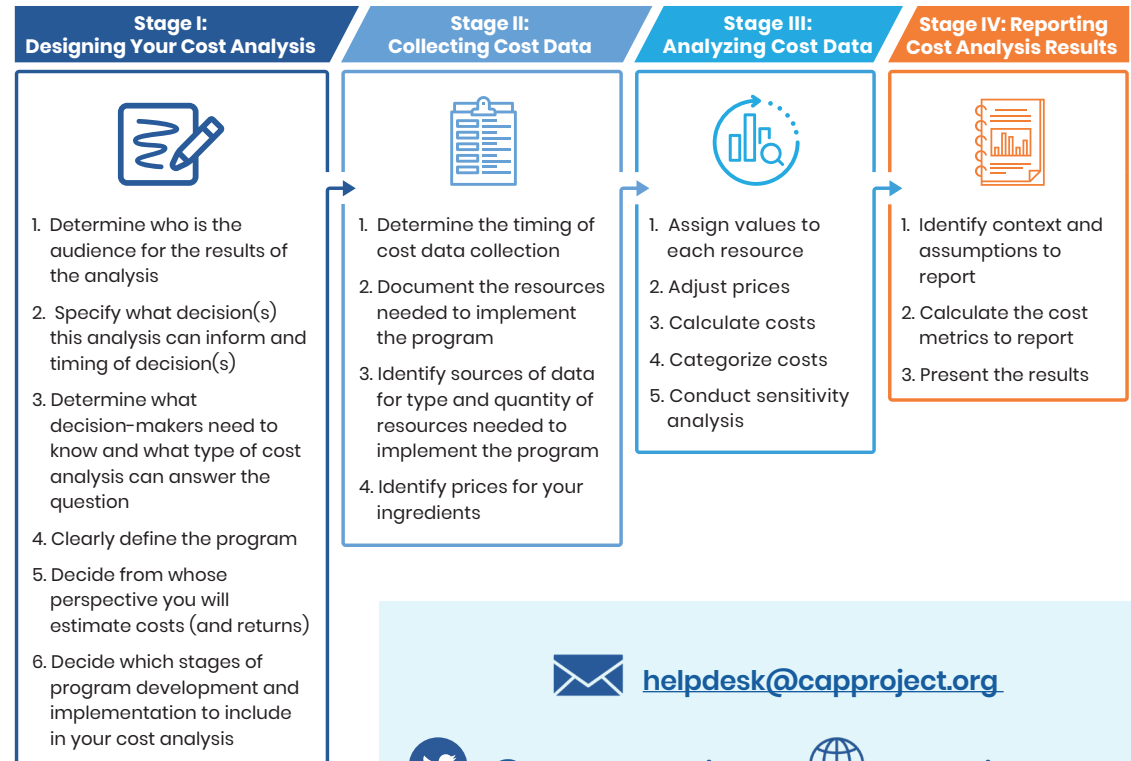 Stage I:
Designing Your Cost Analysis
1. Determine who is the
audience for the results of
the analysis
2. Specify what decision(s)
this analysis can inform and
timing of decision(s)
3. Determine what
decision-makers need to
know and what type of cost
analysis can answer the
question
4. Clearly define the program
5. Decide from whose
perspective you will
estimate costs (and returns)
6. Decide which stages of
program development and
implementation to include
in your cost analysis
Stage II:
Collecting Cost Data
1. Determine the timing of
cost data collection
2. Document the resources
needed to implement
the program
3. Identify sources of data
for type and quantity of
resources needed to
implement the program
4. Identify prices for your
ingredients
Stage III:
Analyzing Cost Data
1. Assign values to
each resource
2. Adjust prices
3. Calculate costs
4. Categorize costs
5. Conduct sensitivity
analysis
Stage IV: Reporting
Cost Analysis Results
1. Identify context and
assumptions to
report
2. Calculate the cost
metrics to report
3. Present the results
helpdesk@capproject.org